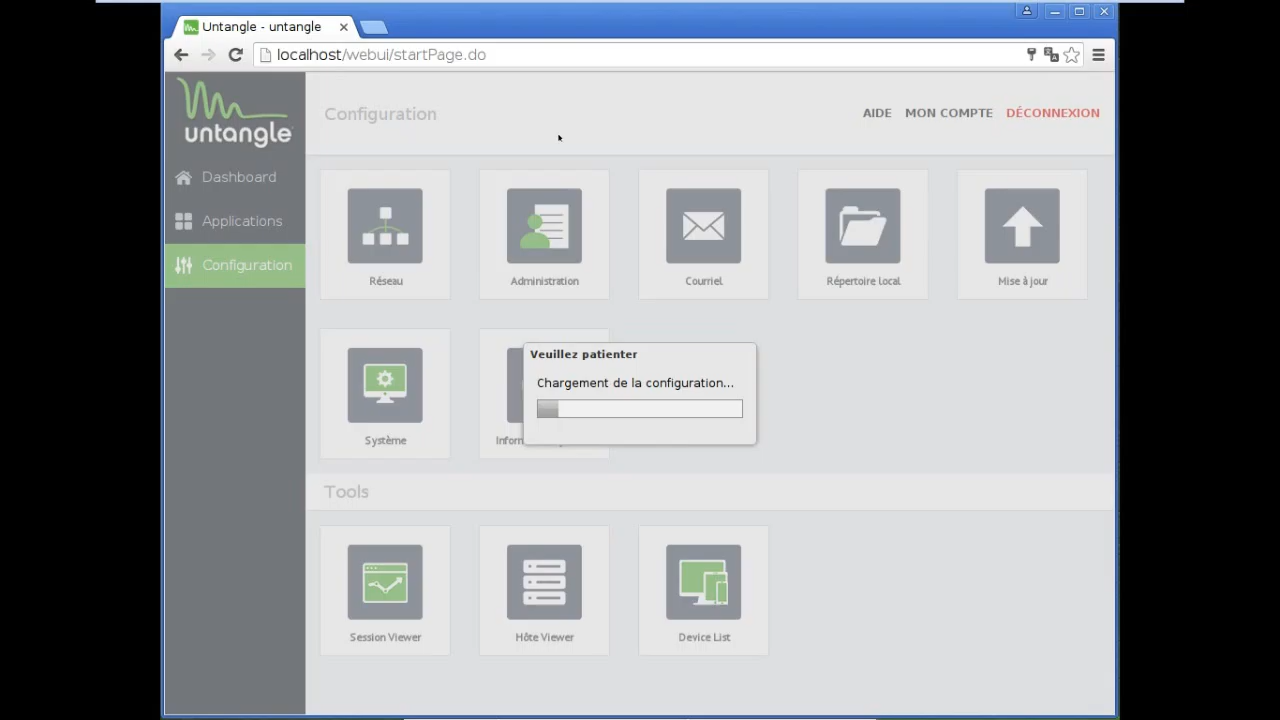 Untangle - untangle
localhost/webui/startPage.do
untangle
Configuration
AIDE MON COMPTE DÉCONNEXION
Dashboard
Applications
Configuration
Réseau
Administration
Courriel
Répertoire local
Mise à jour
Veuillez patienter
Chargement de la configuration...
Système
Tools
Session Viewer
Hôte Viewer
Device List